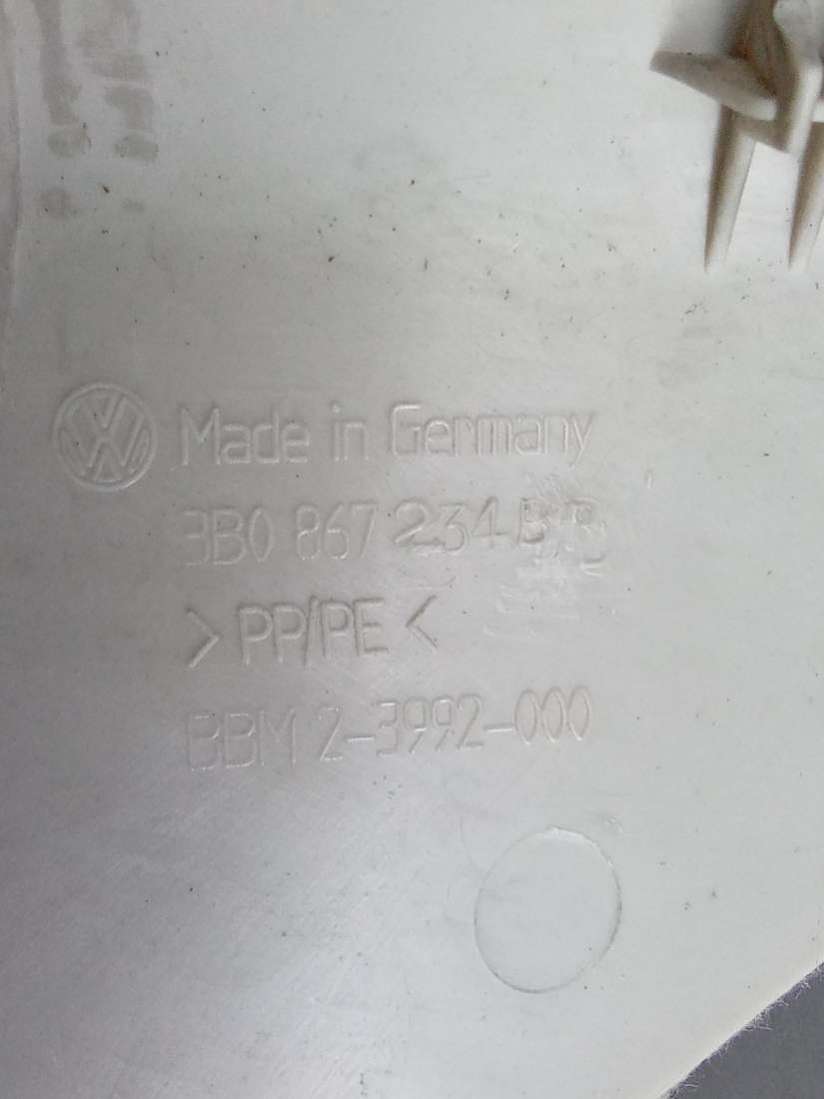 Made in Germany
3B0 867 234
>PP/PE<
BBM 2-3992-000